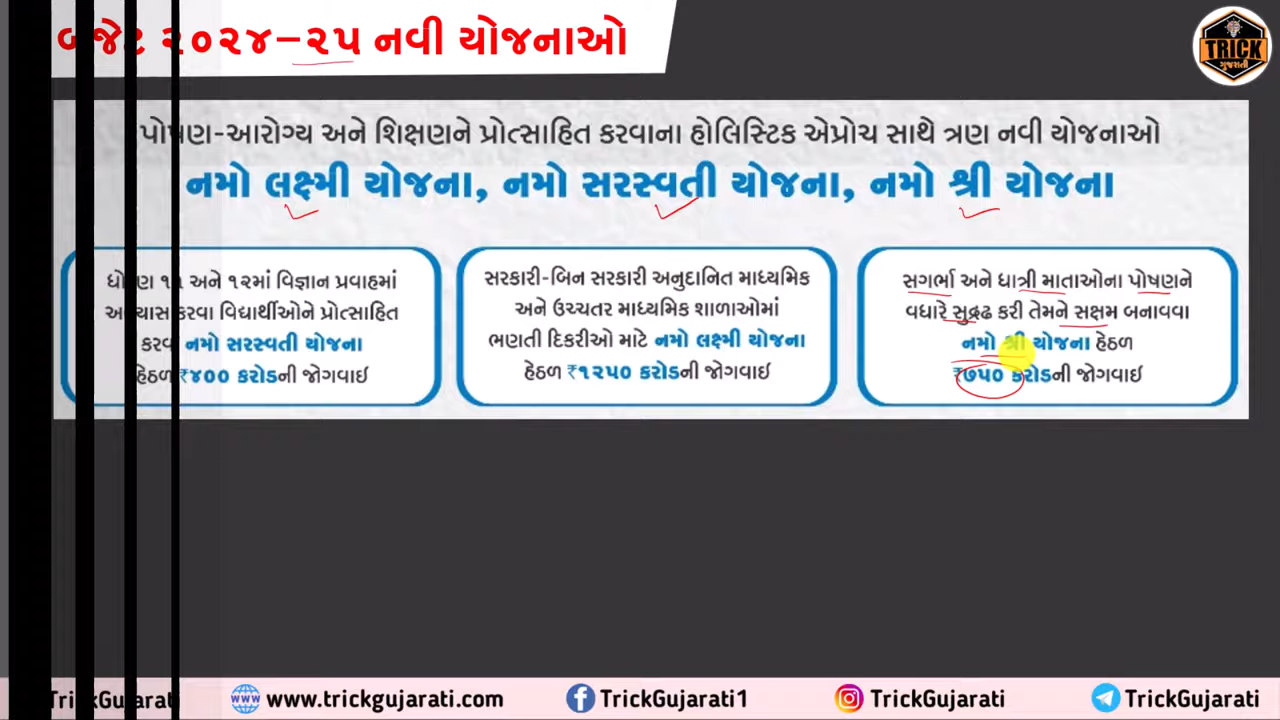 બજેટ ૨૦૨૪-૨૫ નવી યોજનાઓ
TRICK
ગુજરાતી
પોષણ-આરોગ્ય અને શિક્ષણને પ્રોત્સાહિત કરવાના હોલિસ્ટિક એપ્રોચ સાથે ત્રણ નવી યોજનાઓ
નમો લક્ષ્મી યોજના, નમો સરસ્વતી યોજના, નમો શ્રી યોજના
ધોરણ ૧૧ અને ૧૨માં વિજ્ઞાન પ્રવાહમાં
અભ્યાસ કરવા વિદ્યાર્થીઓને પ્રોત્સાહિત
કરવા નમો સરસ્વતી યોજના
હેઠળ ₹૪૦૦ કરોડની જોગવાઇ
સરકારી-બિન સરકારી અનુદાનિત માધ્યમિક
અને ઉચ્ચતર માધ્યમિક શાળાઓમાં
ભણતી દિકરીઓ માટે નમો લક્ષ્મી યોજના
હેઠળ ₹૧૨૫૦ કરોડની જોગવાઇ
સગર્ભા અને ધાત્રી માતાઓના પોષણને
વધારે સુદ્રઢ કરી તેમને સક્ષમ બનાવવા
નમો શ્રી યોજના હેઠળ
₹૭૫૦ કરોડની જોગવાઇ
TrickGujarati www.trickgujarati.com TrickGujarati1 TrickGujarati TrickGujarati